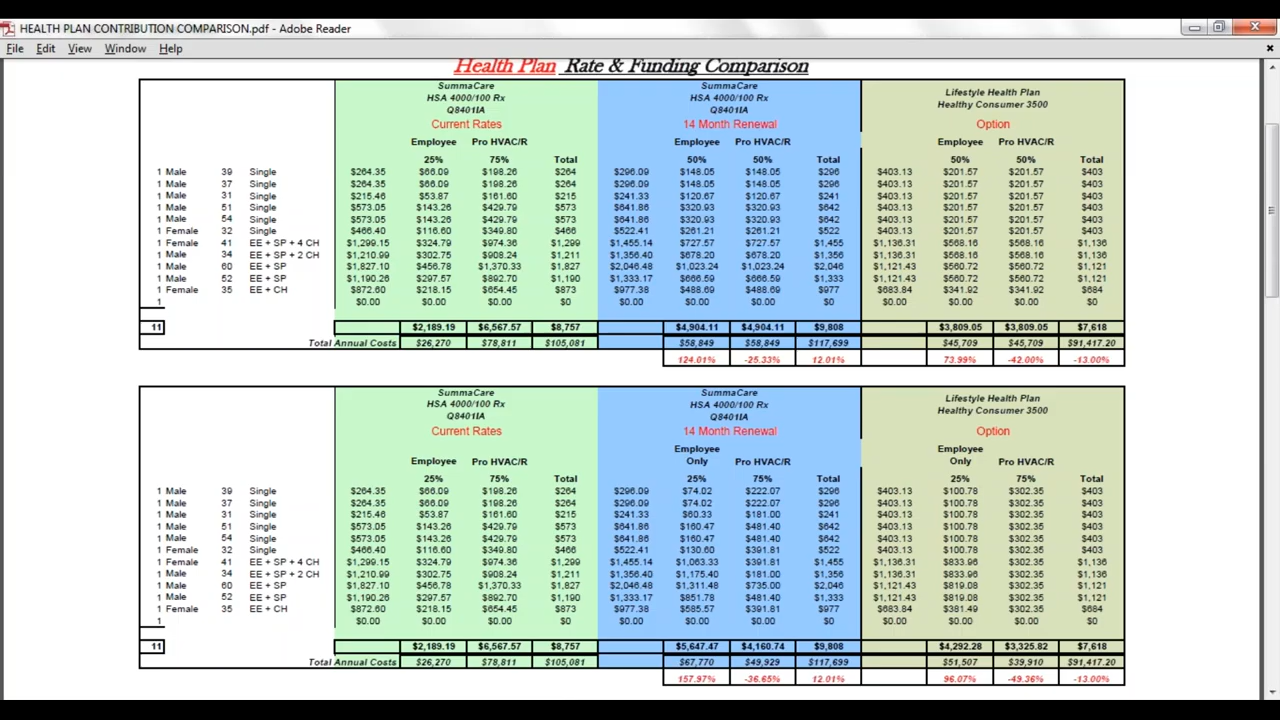 HEALTH PLAN CONTRIBUTION COMPARISON.pdf - Adobe Reader
File Edit View Window Help
Health Plan Rate & Funding Comparison
SummaCare SummaCare Lifestyle Health Plan
HSA 4000/100 Rx HSA 4000/100 Rx Healthy Consumer 3500
Q8401IA Q8401IA
Current Rates 14 Month Renewal Option
Employee Pro HVAC/R Employee Pro HVAC/R Employee Pro HVAC/R
25% 75% Total 50% 50% Total 50% 50% Total
1 Male 39 Single $264.35 $66.09 $198.26 $264 $296.09 $148.05 $148.05 $296 $403.13 $201.57 $201.57 $403
1 Male 37 Single $264.35 $66.09 $198.26 $264 $296.09 $148.05 $148.05 $296 $403.13 $201.57 $201.57 $403
1 Male 31 Single $215.46 $53.87 $161.60 $215 $241.33 $120.67 $120.67 $241 $403.13 $201.57 $201.57 $403
1 Male 51 Single $573.05 $143.26 $429.79 $573 $641.86 $320.93 $320.93 $642 $403.13 $201.57 $201.57 $403
1 Male 54 Single $573.05 $143.26 $429.79 $573 $641.86 $320.93 $320.93 $642 $403.13 $201.57 $201.57 $403
1 Female 32 Single $466.40 $116.60 $349.80 $466 $522.41 $261.21 $261.21 $522 $403.13 $201.57 $201.57 $403
1 Female 41 EE + SP + 4 CH $1,299.15 $324.79 $974.36 $1,299 $1,455.14 $727.57 $727.57 $1,455 $1,136.31 $568.16 $568.16 $1,136
1 Male 34 EE + SP + 2 CH $1,210.99 $302.75 $908.24 $1,211 $1,356.40 $678.20 $678.20 $1,356 $1,136.31 $568.16 $568.16 $1,136
1 Male 60 EE + SP $1,827.10 $456.78 $1,370.33 $1,827 $2,046.48 $1,023.24 $1,023.24 $2,046 $1,121.43 $560.72 $560.72 $1,121
1 Male 52 EE + SP $1,190.26 $297.57 $892.70 $1,190 $1,333.17 $666.59 $666.59 $1,333 $1,121.43 $560.72 $560.72 $1,121
1 Female 35 EE + CH $872.60 $218.15 $654.45 $873 $977.38 $488.69 $488.69 $977 $683.84 $341.92 $341.92 $684
1 $0.00 $0.00 $0.00 $0 $0.00 $0.00 $0.00 $0 $0.00 $0.00 $0.00 $0
11 $2,189.19 $6,567.57 $8,757 $4,904.11 $4,904.11 $9,808 $3,809.05 $3,809.05 $7,618
Total Annual Costs $26,270 $78,811 $105,081 $58,849 $58,849 $117,699 $45,709 $45,709 $91,417.20
124.01% -25.33% 12.01% 73.99% -42.00% -13.00%
SummaCare SummaCare Lifestyle Health Plan
HSA 4000/100 Rx HSA 4000/100 Rx Healthy Consumer 3500
Q8401IA Q8401IA
Current Rates 14 Month Renewal Option
Employee Employee
Employee Pro HVAC/R Only Pro HVAC/R Only Pro HVAC/R
25% 75% Total 25% 75% Total 25% 75% Total
1 Male 39 Single $264.35 $66.09 $198.26 $264 $296.09 $74.02 $222.07 $296 $403.13 $100.78 $302.35 $403
1 Male 37 Single $264.35 $66.09 $198.26 $264 $296.09 $74.02 $222.07 $296 $403.13 $100.78 $302.35 $403
1 Male 31 Single $215.46 $53.87 $161.60 $215 $241.33 $60.33 $181.00 $241 $403.13 $100.78 $302.35 $403
1 Male 51 Single $573.05 $143.26 $429.79 $573 $641.86 $160.47 $481.40 $642 $403.13 $100.78 $302.35 $403
1 Male 54 Single $573.05 $143.26 $429.79 $573 $641.86 $160.47 $481.40 $642 $403.13 $100.78 $302.35 $403
1 Female 32 Single $466.40 $116.60 $349.80 $466 $522.41 $130.60 $391.81 $522 $403.13 $100.78 $302.35 $403
1 Female 41 EE + SP + 4 CH $1,299.15 $324.79 $974.36 $1,299 $1,455.14 $1,063.33 $391.81 $1,455 $1,136.31 $833.96 $302.35 $1,136
1 Male 34 EE + SP + 2 CH $1,210.99 $302.75 $908.24 $1,211 $1,356.40 $1,175.40 $181.00 $1,356 $1,136.31 $833.96 $302.35 $1,136
1 Male 60 EE + SP $1,827.10 $456.78 $1,370.33 $1,827 $2,046.48 $1,311.48 $735.00 $2,046 $1,121.43 $819.08 $302.35 $1,121
1 Male 52 EE + SP $1,190.26 $297.57 $892.70 $1,190 $1,333.17 $851.78 $481.40 $1,333 $1,121.43 $819.08 $302.35 $1,121
1 Female 35 EE + CH $872.60 $218.15 $654.45 $873 $977.38 $585.57 $391.81 $977 $683.84 $381.49 $302.35 $684
1 $0.00 $0.00 $0.00 $0 $0.00 $0.00 $0.00 $0 $0.00 $0.00 $0.00 $0
11 $2,189.19 $6,567.57 $8,757 $5,647.47 $4,160.74 $9,808 $4,292.28 $3,325.82 $7,618
Total Annual Costs $26,270 $78,811 $105,081 $67,770 $49,929 $117,699 $51,507 $39,910 $91,417.20
157.97% -36.65% 12.01% 96.07% -49.36% -13.00%